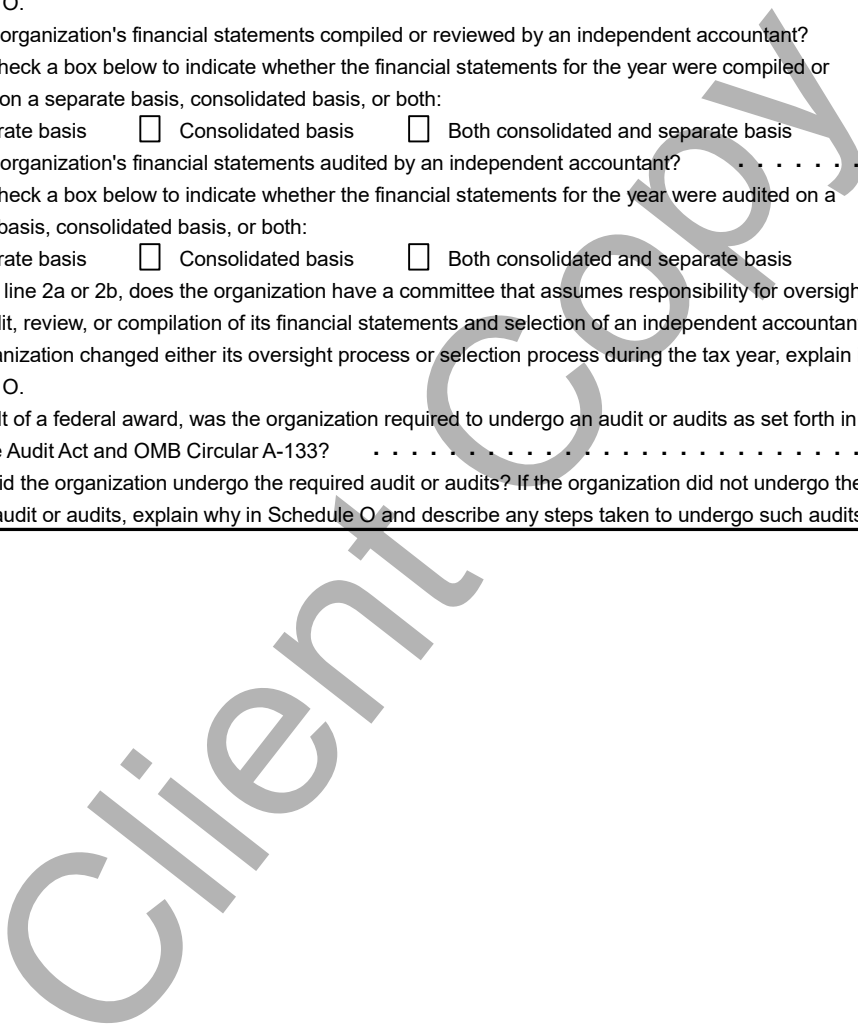 O.
organization's financial statements compiled or reviewed by an independent accountant?
heck a box below to indicate whether the financial statements for the year were compiled or
on a separate basis, consolidated basis, or both:
rate basis Consolidated basis Both consolidated and separate basis
organization's financial statements audited by an independent accountant? . . . . . . .
heck a box below to indicate whether the financial statements for the year were audited on a
basis, consolidated basis, or both:
rate basis Consolidated basis Both consolidated and separate basis
line 2a or 2b, does the organization have a committee that assumes responsibility for oversigh
lit, review, or compilation of its financial statements and selection of an independent accountan
anization changed either its oversight process or selection process during the tax year, explain
O.
lt of a federal award, was the organization required to undergo an audit or audits as set forth in
e Audit Act and OMB Circular A-133? . . . . . . . . . . . . . . . . . . . . . . . . . .
id the organization undergo the required audit or audits? If the organization did not undergo the
audit or audits, explain why in Schedule O and describe any steps taken to undergo such audits
Client Copy